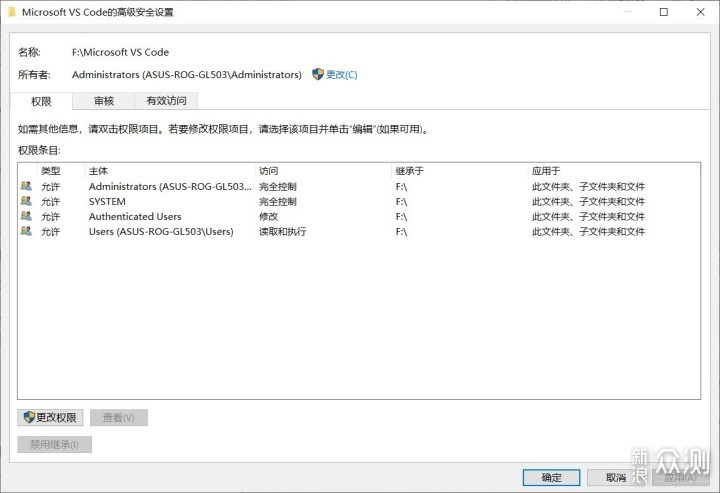 Microsoft VS Code的高级安全设置
名称: F:\Microsoft VS Code
所有者: Administrators (ASUS-ROG-GL503\Administrators) 更改(C)
权限 审核 有效访问
如需其他信息，请双击权限项目。若要修改权限项目，请选择该项目并单击“编辑”(如果可用)。
权限条目:
类型 主体 访问 继承于 应用于
允许 Administrators (ASUS-ROG-GL503... 完全控制 F:\ 此文件夹、子文件夹和文件
允许 SYSTEM 完全控制 F:\ 此文件夹、子文件夹和文件
允许 Authenticated Users 修改 F:\ 此文件夹、子文件夹和文件
允许 Users (ASUS-ROG-GL503\Users) 读取和执行 F:\ 此文件夹、子文件夹和文件
更改权限 查看(V)
禁用继承(I)
确定 取消 应用(A)
新浪众测